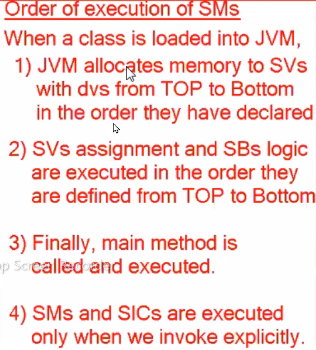 Order of execution of SMs
When a class is loaded into JVM,
1) JVM allocates memory to SVs
with dvs from TOP to Bottom
in the order they have declared
2) SVs assignment and SBs logic
are executed in the order they
are defined from TOP to Bottom
3) Finally, main method is
called and executed.
4) SMs and SICs are executed
only when we invoke explicitly.